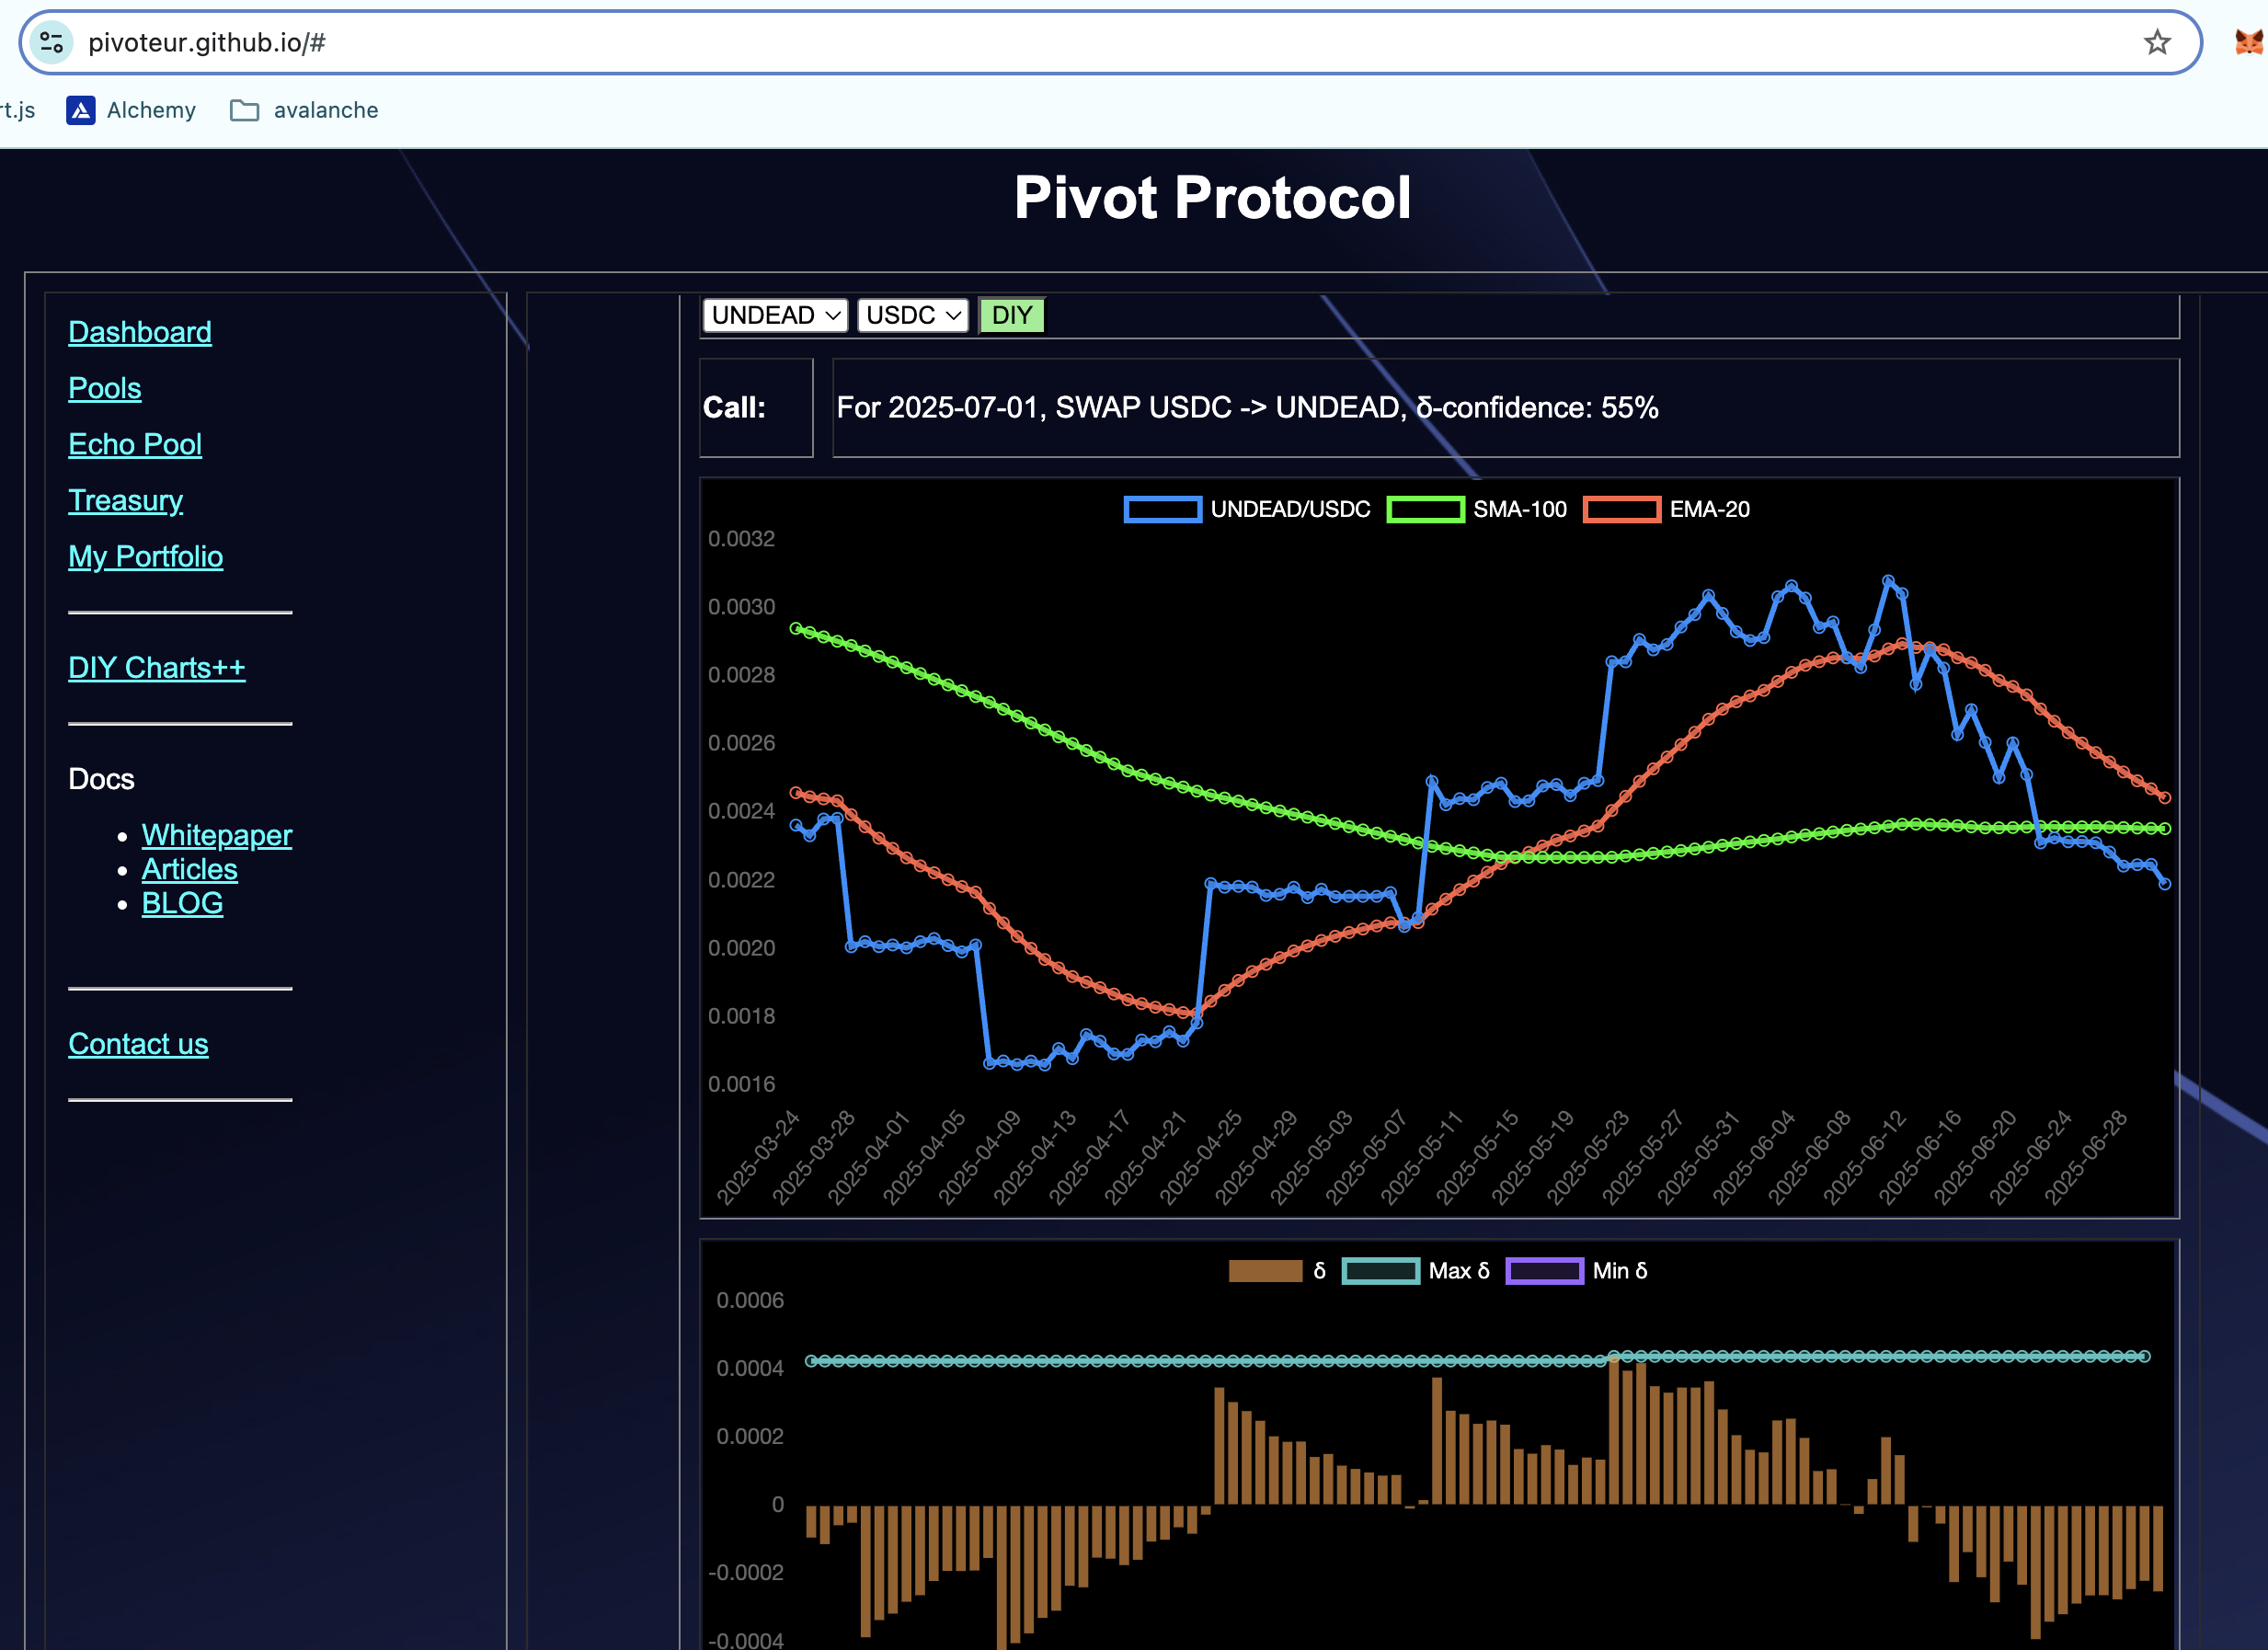 pivoteur.github.io/#
rt.js Alchemy avalanche
Pivot Protocol
Dashboard
Pools
Echo Pool
Treasury
My Portfolio
DIY Charts++
Docs
Whitepaper
Articles
BLOG
Contact us
UNDEAD USDC DIY
Call: For 2025-07-01, SWAP USDC -> UNDEAD, δ-confidence: 55%
UNDEAD/USDC SMA-100 EMA-20
0.0032
0.0030
0.0028
0.0026
0.0024
0.0022
0.0020
0.0018
0.0016
2025-03-24 2025-03-28 2025-04-01 2025-04-05 2025-04-09 2025-04-13 2025-04-17 2025-04-21 2025-04-25 2025-04-29 2025-05-03 2025-05-07 2025-05-11 2025-05-15 2025-05-19 2025-05-23 2025-05-27 2025-05-31 2025-06-04 2025-06-08 2025-06-12 2025-06-16 2025-06-20 2025-06-24 2025-06-28
δ Max δ Min δ
0.0006
0.0004
0.0002
0
-0.0002
-0.0004